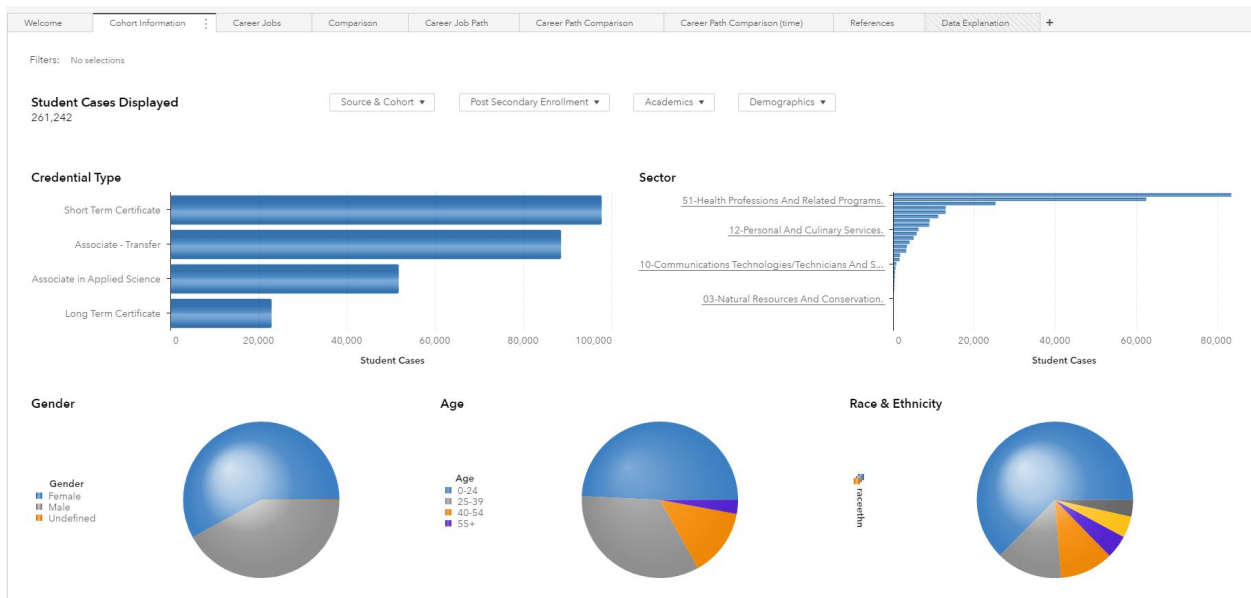 Welcome Cohort Information Career Jobs Comparison Career Job Path Career Path Comparison Career Path Comparison (time) References Data Explanation +
Filters: No selections
Student Cases Displayed
261,242
Source & Cohort ▼ Post Secondary Enrollment ▼ Academics ▼ Demographics ▼
Credential Type
Short Term Certificate
Associate - Transfer
Associate in Applied Science
Long Term Certificate
0 20,000 40,000 60,000 80,000 100,000
Student Cases
Sector
51-Health Professions And Related Programs.
12-Personal And Culinary Services.
10-Communications Technologies/Technicians And S...
03-Natural Resources And Conservation.
0 20,000 40,000 60,000 80,000
Student Cases
Gender
Gender
Female
Male
Undefined
Age
Age
0-24
25-39
40-54
55+
Race & Ethnicity
raceethn